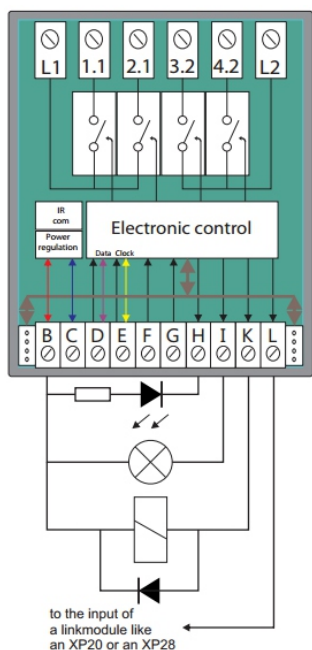 L1 1.1 2.1 3.2 4.2 L2
IR
com
Power
regulation
Electronic control
Data Clock
B C D E F G H I K L
to the input of
a linkmodule like
an XP20 or an XP28